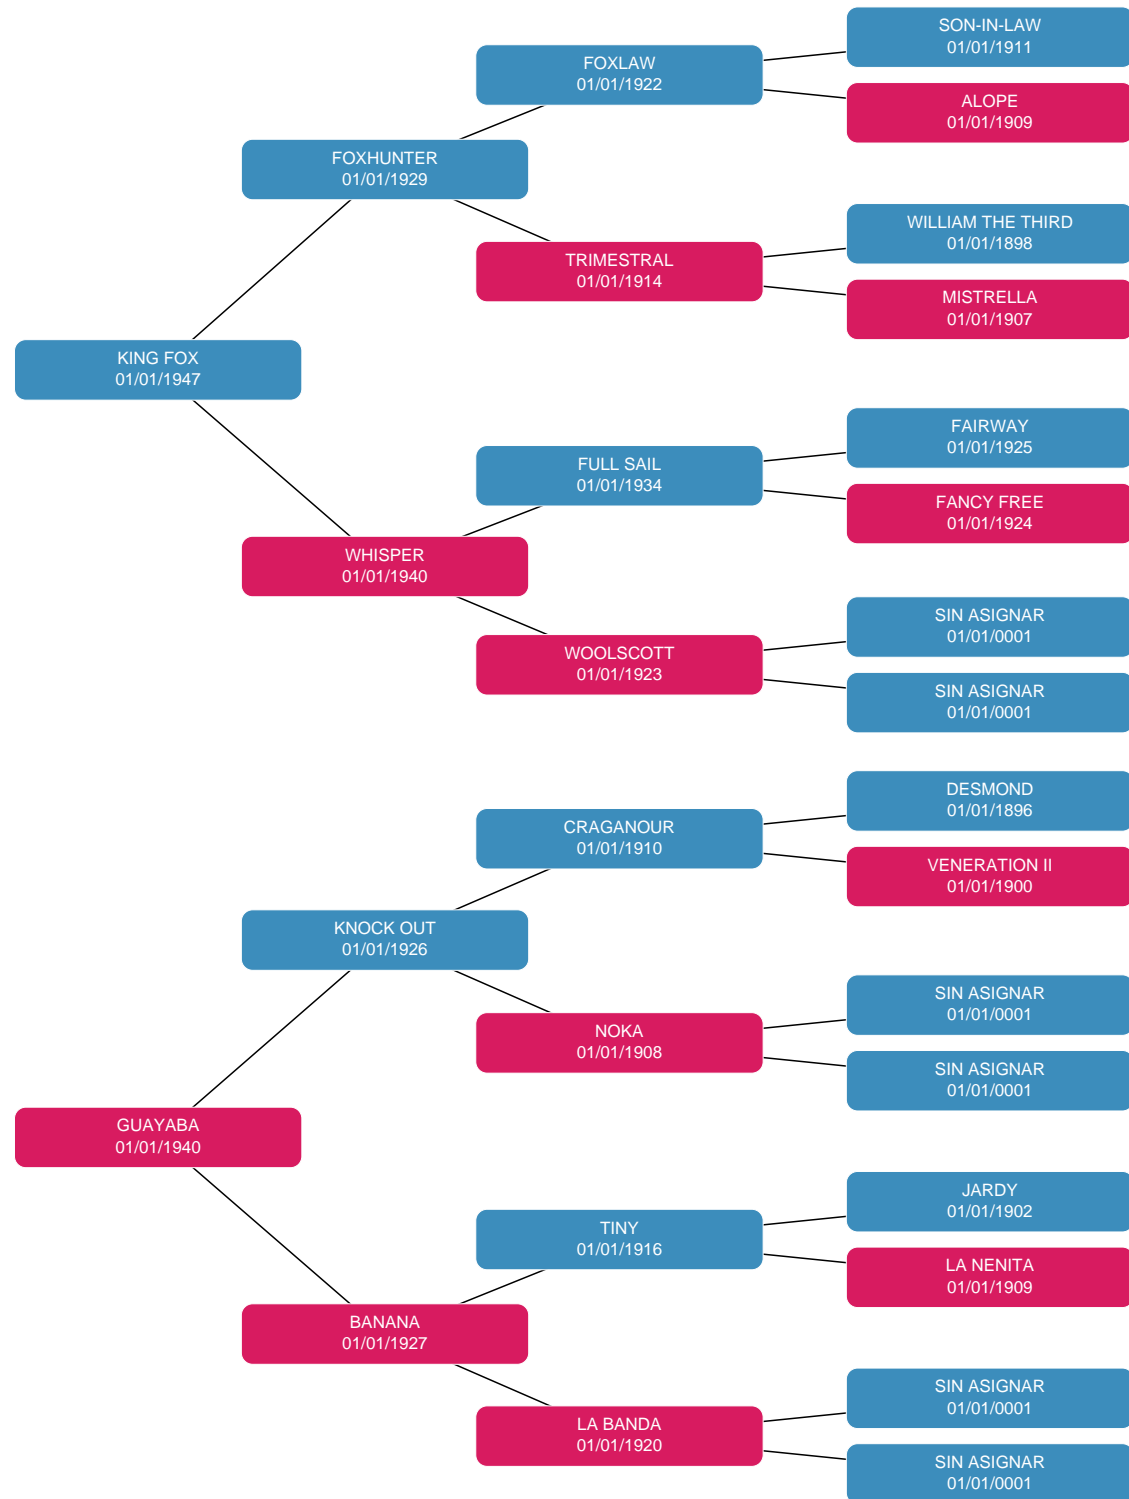 SON-IN-LAW
01/01/1911
FOXLAW
01/01/1922
ALOPE
01/01/1909
FOXHUNTER
01/01/1929
WILLIAM THE THIRD
01/01/1898
TRIMESTRAL
01/01/1914
MISTRELLA
01/01/1907
KING FOX
01/01/1947
FAIRWAY
01/01/1925
FULL SAIL
01/01/1934
FANCY FREE
01/01/1924
WHISPER
01/01/1940
SIN ASIGNAR
01/01/0001
WOOLSCOTT
01/01/1923
SIN ASIGNAR
01/01/0001
DESMOND
01/01/1896
CRAGANOUR
01/01/1910
VENERATION II
01/01/1900
KNOCK OUT
01/01/1926
SIN ASIGNAR
01/01/0001
NOKA
01/01/1908
SIN ASIGNAR
01/01/0001
GUAYABA
01/01/1940
JARDY
01/01/1902
TINY
01/01/1916
LA NENITA
01/01/1909
BANANA
01/01/1927
SIN ASIGNAR
01/01/0001
LA BANDA
01/01/1920
SIN ASIGNAR
01/01/0001